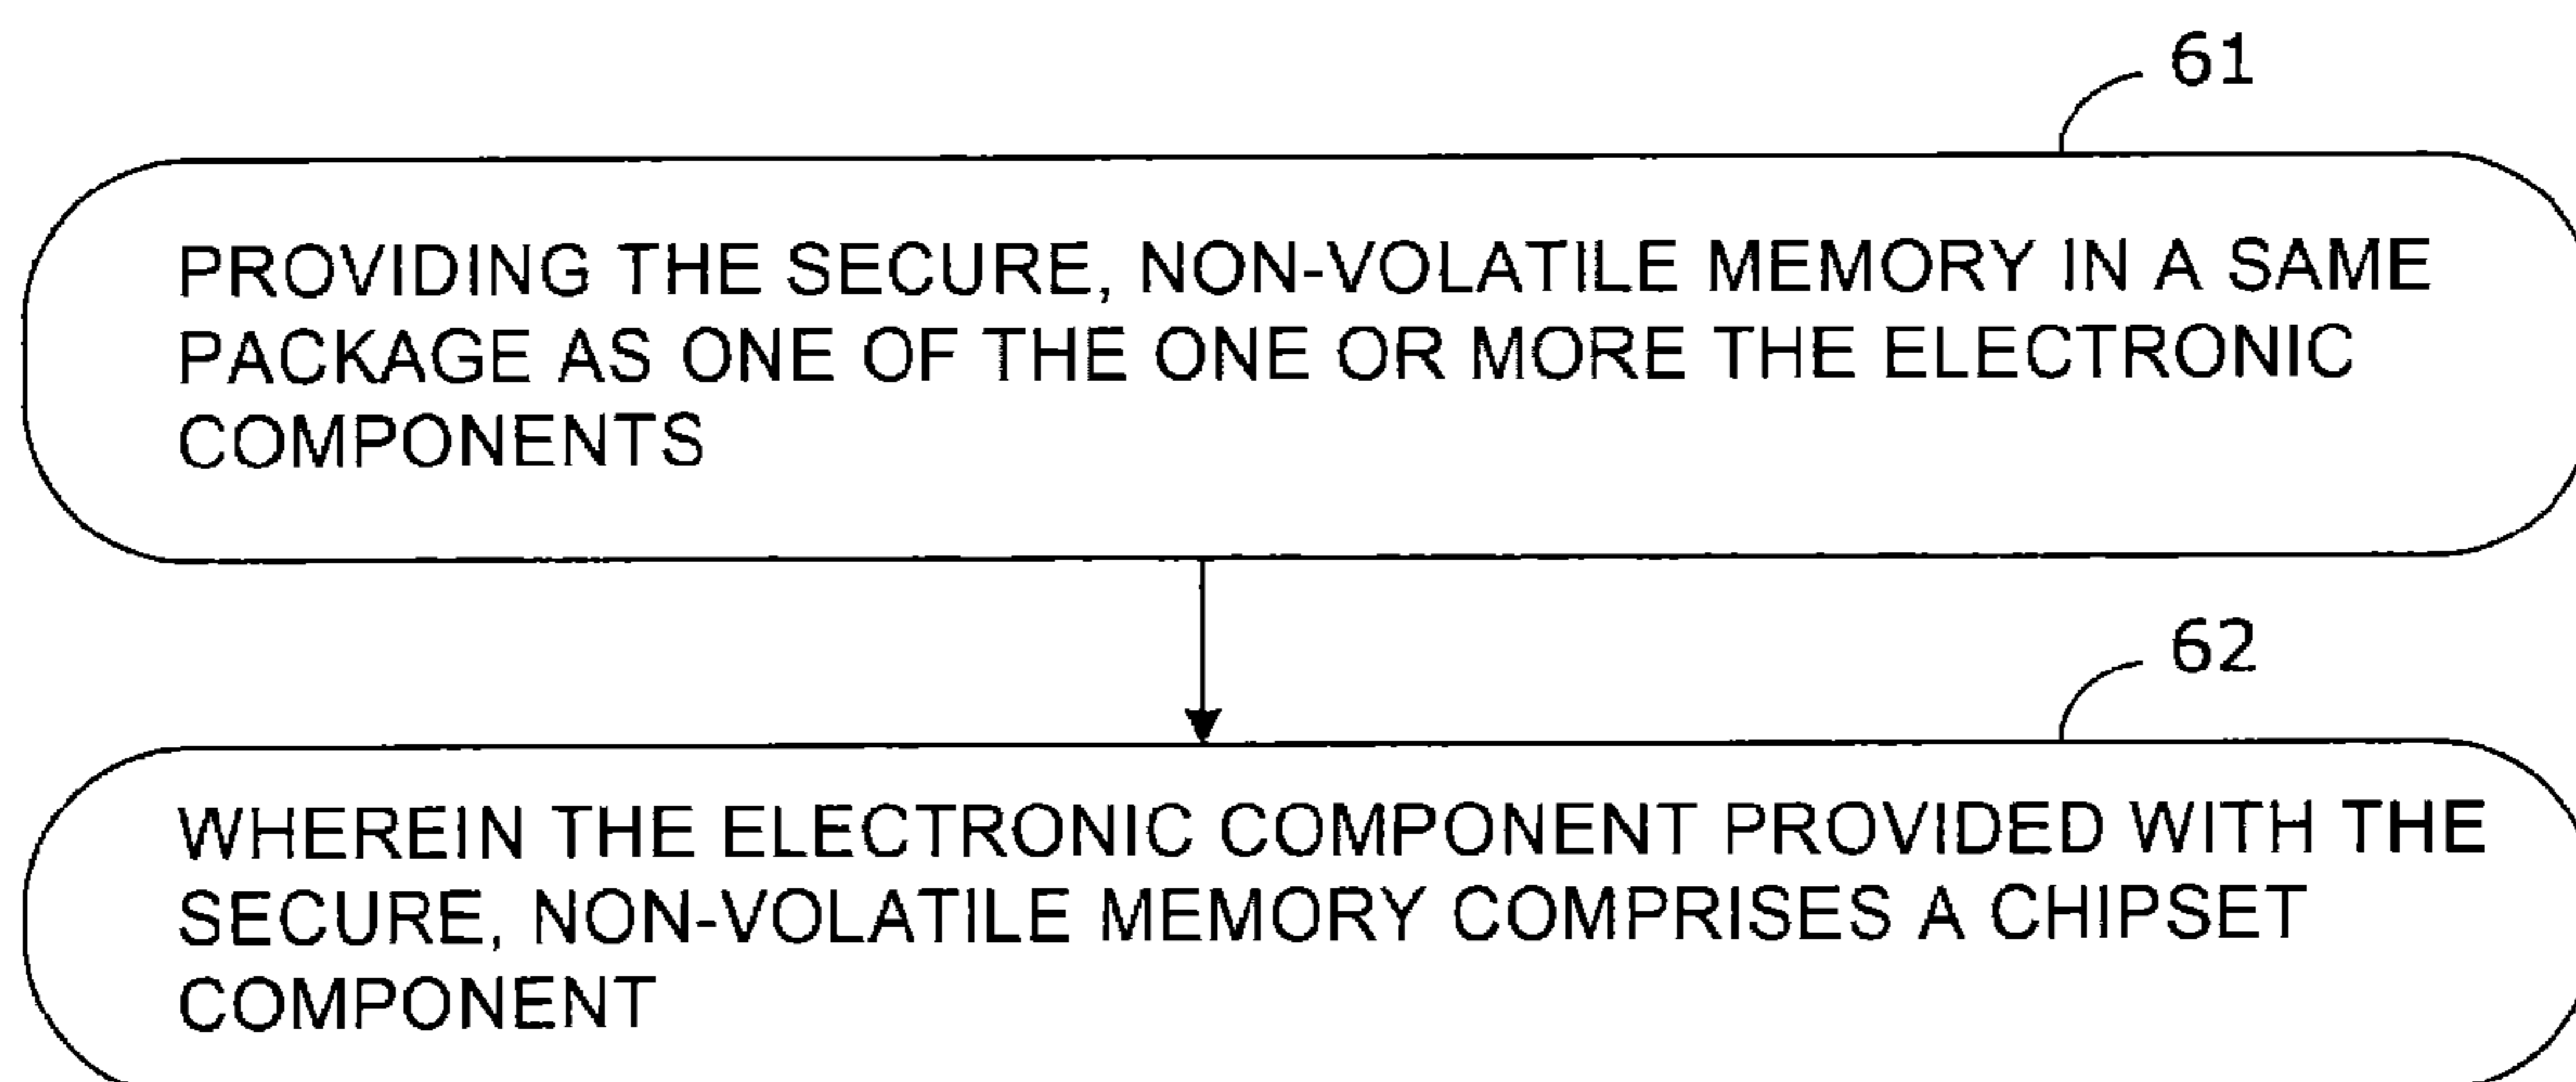 61
PROVIDING THE SECURE, NON-VOLATILE MEMORY IN A SAME
PACKAGE AS ONE OF THE ONE OR MORE THE ELECTRONIC
COMPONENTS
62
WHEREIN THE ELECTRONIC COMPONENT PROVIDED WITH THE
SECURE, NON-VOLATILE MEMORY COMPRISES A CHIPSET
COMPONENT